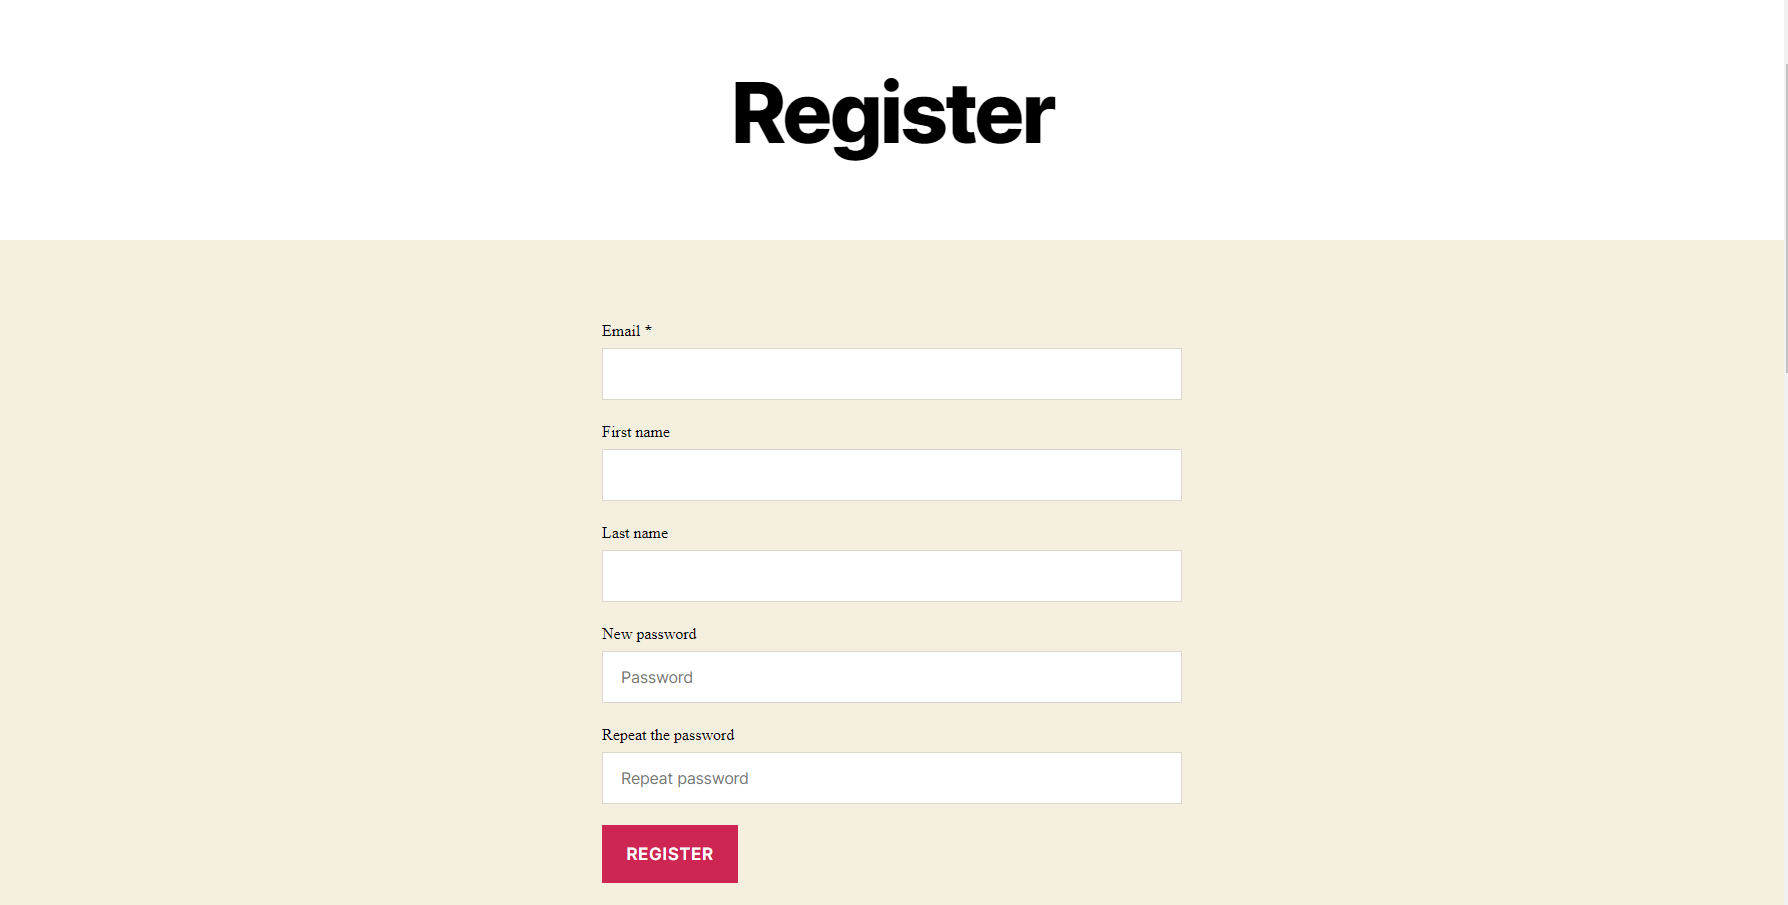 Register
Email *
First name
Last name
New password
Password
Repeat the password
Repeat password
REGISTER